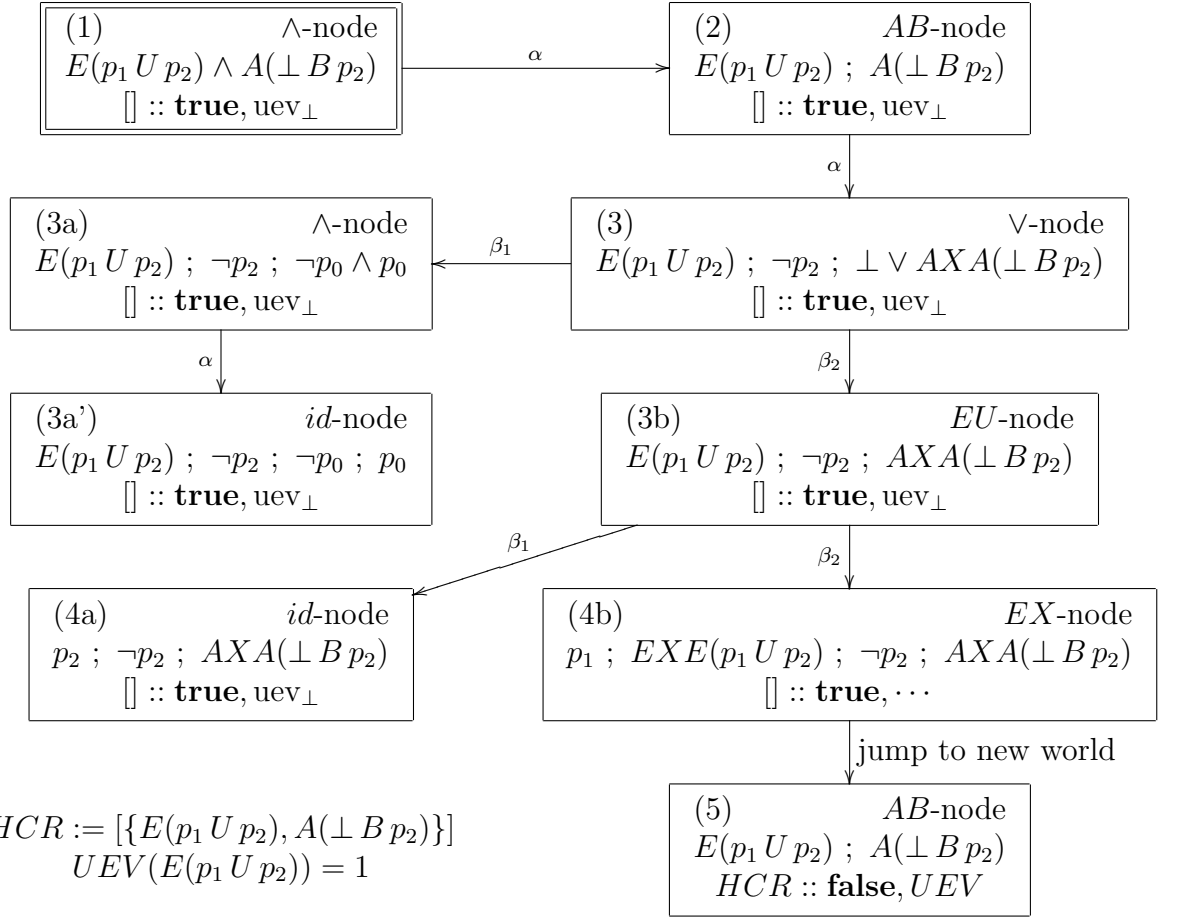 (1) ∧-node
E(p₁ U p₂) ∧ A(⊥ B p₂)
[] :: true, uev⊥
α
(2) AB-node
E(p₁ U p₂) ; A(⊥ B p₂)
[] :: true, uev⊥
α
(3a) ∧-node
E(p₁ U p₂) ; ¬p₂ ; ¬p₀ ∧ p₀
[] :: true, uev⊥
β₁
(3) ∨-node
E(p₁ U p₂) ; ¬p₂ ; ⊥ ∨ AXA(⊥ B p₂)
[] :: true, uev⊥
α
β₂
(3a') id-node
E(p₁ U p₂) ; ¬p₂ ; ¬p₀ ; p₀
[] :: true, uev⊥
(3b) EU-node
E(p₁ U p₂) ; ¬p₂ ; AXA(⊥ B p₂)
[] :: true, uev⊥
β₁
β₂
(4a) id-node
p₂ ; ¬p₂ ; AXA(⊥ B p₂)
[] :: true, uev⊥
(4b) EX-node
p₁ ; EXE(p₁ U p₂) ; ¬p₂ ; AXA(⊥ B p₂)
[] :: true, ⋯
jump to new world
HCR := [{E(p₁ U p₂), A(⊥ B p₂)}]
UEV(E(p₁ U p₂)) = 1
(5) AB-node
E(p₁ U p₂) ; A(⊥ B p₂)
HCR :: false, UEV